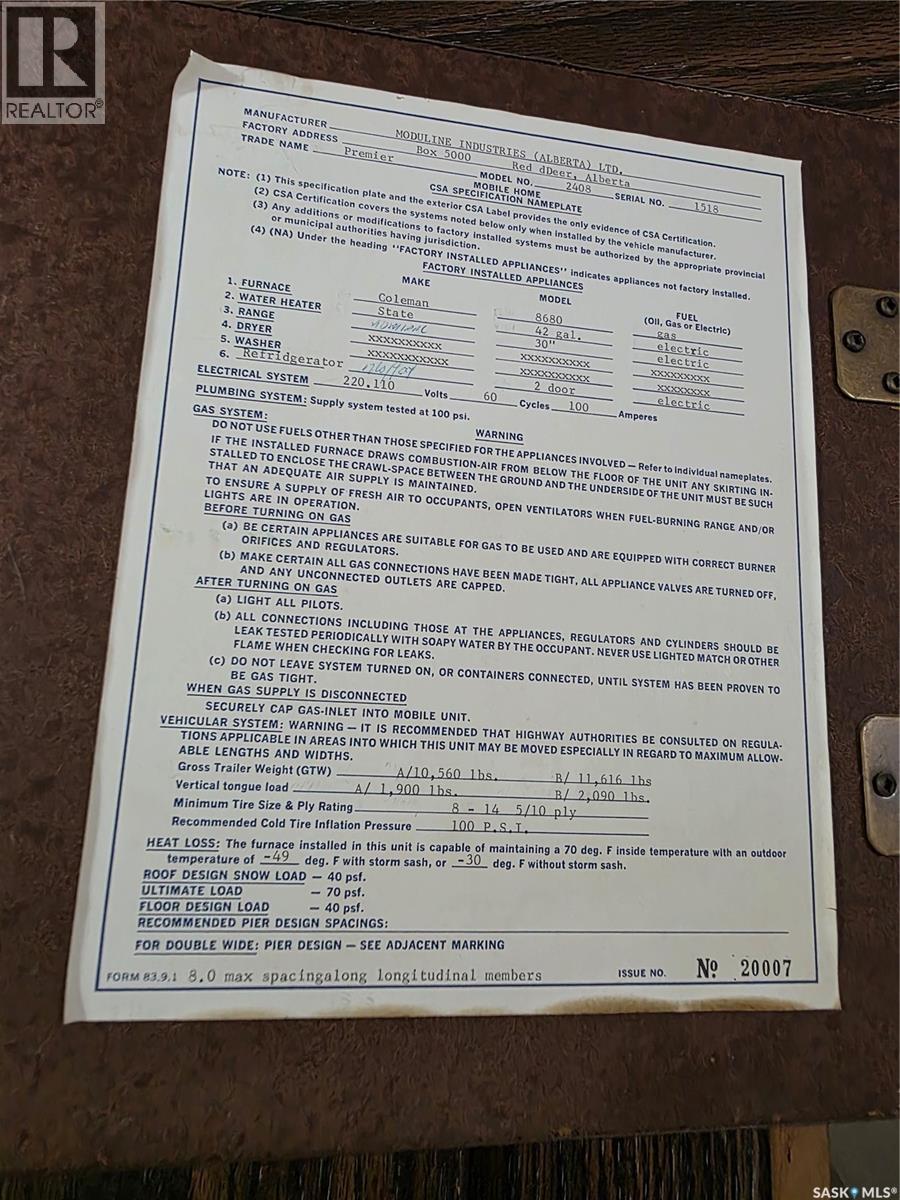 REALTOR®
MANUFACTURER MODULINE INDUSTRIES (ALBERTA) LTD.
FACTORY ADDRESS Box 5000 Red dDeer, Alberta
TRADE NAME Premier MODEL NO. 2408 SERIAL NO. 1518
MOBILE HOME
CSA SPECIFICATION NAMEPLATE
NOTE: (1) This specification plate and the exterior CSA Label provides the only evidence of CSA Certification.
(2) CSA Certification covers the systems noted below only when installed by the vehicle manufacturer.
(3) Any additions or modifications to factory installed systems must be authorized by the appropriate provincial
or municipal authorities having jurisdiction.
(4) (NA) Under the heading "FACTORY INSTALLED APPLIANCES" indicates appliances not factory installed.
FACTORY INSTALLED APPLIANCES
MAKE MODEL FUEL
(Oil, Gas or Electric)
1. FURNACE Coleman 8680 gas
2. WATER HEATER State 42 gal. electric
3. RANGE 30" electric
4. DRYER xxxxxxxxxx xxxxxxxxxx xxxxxxxxx
5. WASHER xxxxxxxxxxx xxxxxxxxxx xxxxxxxx
6. Refridgerator 2 door electric
ELECTRICAL SYSTEM 220.110 Volts 60 Cycles 100 Amperes
PLUMBING SYSTEM: Supply system tested at 100 psi.
WARNING
GAS SYSTEM:
DO NOT USE FUELS OTHER THAN THOSE SPECIFIED FOR THE APPLIANCES INVOLVED — Refer to individual nameplates.
IF THE INSTALLED FURNACE DRAWS COMBUSTION-AIR FROM BELOW THE FLOOR OF THE UNIT ANY SKIRTING IN-
STALLED TO ENCLOSE THE CRAWL-SPACE BETWEEN THE GROUND AND THE UNDERSIDE OF THE UNIT MUST BE SUCH
THAT AN ADEQUATE AIR SUPPLY IS MAINTAINED.
TO ENSURE A SUPPLY OF FRESH AIR TO OCCUPANTS, OPEN VENTILATORS WHEN FUEL-BURNING RANGE AND/OR
LIGHTS ARE IN OPERATION.
BEFORE TURNING ON GAS
(a) BE CERTAIN APPLIANCES ARE SUITABLE FOR GAS TO BE USED AND ARE EQUIPPED WITH CORRECT BURNER
ORIFICES AND REGULATORS.
(b) MAKE CERTAIN ALL GAS CONNECTIONS HAVE BEEN MADE TIGHT, ALL APPLIANCE VALVES ARE TURNED OFF,
AND ANY UNCONNECTED OUTLETS ARE CAPPED.
AFTER TURNING ON GAS
(a) LIGHT ALL PILOTS.
(b) ALL CONNECTIONS INCLUDING THOSE AT THE APPLIANCES, REGULATORS AND CYLINDERS SHOULD BE
LEAK TESTED PERIODICALLY WITH SOAPY WATER BY THE OCCUPANT. NEVER USE LIGHTED MATCH OR OTHER
FLAME WHEN CHECKING FOR LEAKS.
(c) DO NOT LEAVE SYSTEM TURNED ON, OR CONTAINERS CONNECTED, UNTIL SYSTEM HAS BEEN PROVEN TO
BE GAS TIGHT.
WHEN GAS SUPPLY IS DISCONNECTED
SECURELY CAP GAS-INLET INTO MOBILE UNIT.
VEHICULAR SYSTEM: WARNING — IT IS RECOMMENDED THAT HIGHWAY AUTHORITIES BE CONSULTED ON REGULA-
TIONS APPLICABLE IN AREAS INTO WHICH THIS UNIT MAY BE MOVED ESPECIALLY IN REGARD TO MAXIMUM ALLOW-
ABLE LENGTHS AND WIDTHS.
Gross Trailer Weight (GTW) A/10,560 lbs. B/ 11,616 lbs
Vertical tongue load A/ 1,900 lbs. B/ 2,090 lbs.
Minimum Tire Size & Ply Rating 8 - 14 5/10 ply
Recommended Cold Tire Inflation Pressure 100 P.S.I.
HEAT LOSS: The furnace installed in this unit is capable of maintaining a 70 deg. F inside temperature with an outdoor
temperature of -49 deg. F with storm sash, or -30 deg. F without storm sash.
ROOF DESIGN SNOW LOAD — 40 psf.
ULTIMATE LOAD — 70 psf.
FLOOR DESIGN LOAD — 40 psf.
RECOMMENDED PIER DESIGN SPACINGS:
FOR DOUBLE WIDE: PIER DESIGN — SEE ADJACENT MARKING
FORM 83.9.1 8.0 max spacingalong longitudinal members ISSUE NO. Nº 20007
SASK MLS®